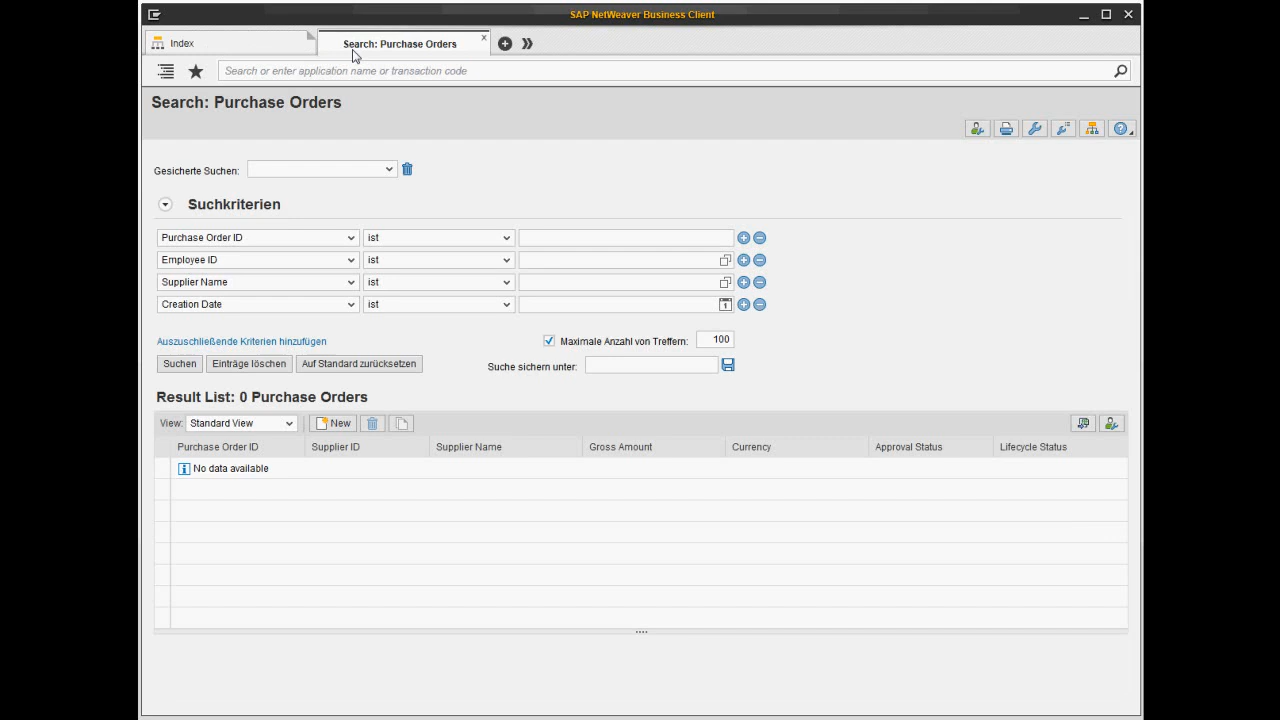 SAP NetWeaver Business Client
Index
Search: Purchase Orders x
Search or enter application name or transaction code
Search: Purchase Orders
Gesicherte Suchen:
Suchkriterien
Purchase Order ID ist
Employee ID ist
Supplier Name ist
Creation Date ist 1
Auszuschließende Kriterien hinzufügen Maximale Anzahl von Treffern: 100
Suchen Einträge löschen Auf Standard zurücksetzen Suche sichern unter:
Result List: 0 Purchase Orders
View: Standard View New
Purchase Order ID Supplier ID Supplier Name Gross Amount Currency Approval Status Lifecycle Status
No data available